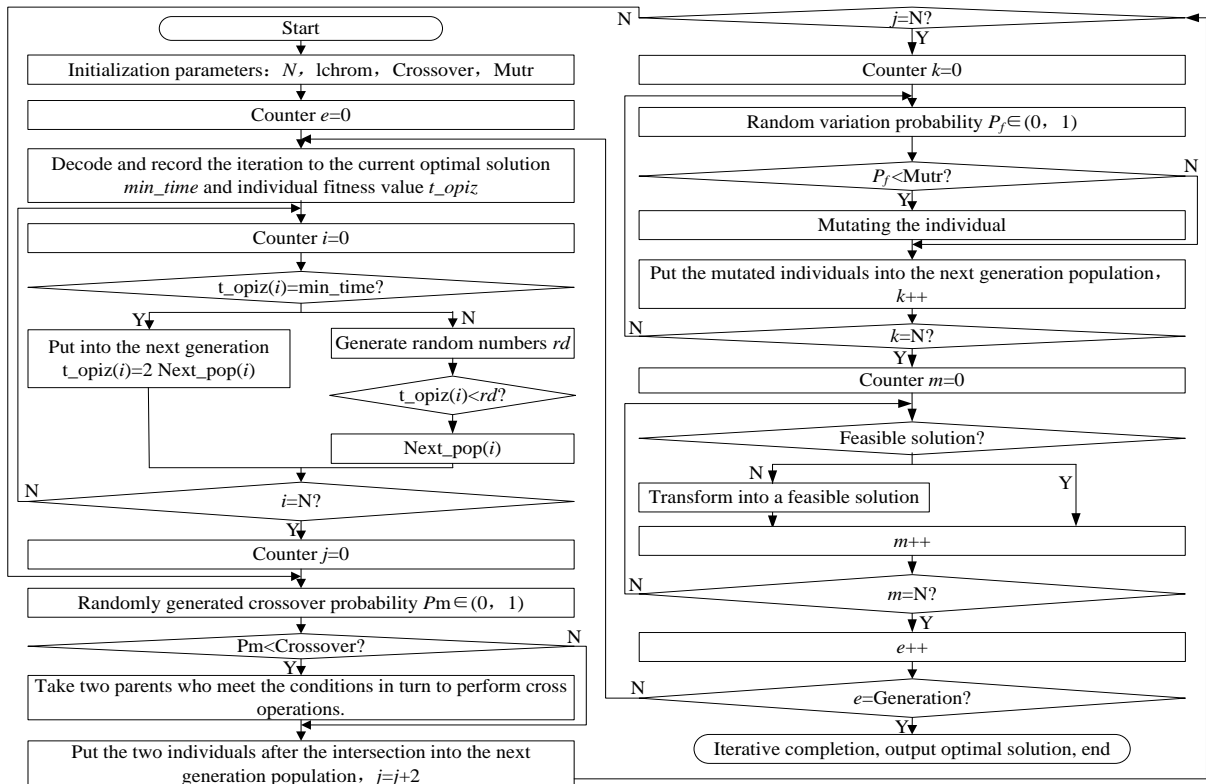 Start
Initialization parameters：N，lchrom，Crossover，Mutr
Counter e=0
Decode and record the iteration to the current optimal solution
min_time and individual fitness value t_opiz
Counter i=0
t_opiz(i)=min_time?
Y
N
Put into the next generation
t_opiz(i)=2 Next_pop(i)
Generate random numbers rd
t_opiz(i)<rd?
Next_pop(i)
N
i=N?
Y
Counter j=0
Randomly generated crossover probability Pm∈(0，1)
Pm<Crossover?
N
Y
Take two parents who meet the conditions in turn to perform cross
operations.
Put the two individuals after the intersection into the next
generation population，j=j+2
N
j=N?
Y
Counter k=0
Random variation probability Pf∈(0，1)
Pf<Mutr?
N
Y
Mutating the individual
Put the mutated individuals into the next generation population，
k++
N
k=N?
Y
Counter m=0
Feasible solution?
N
Y
Transform into a feasible solution
m++
N
m=N?
Y
e++
N
e=Generation?
Y
Iterative completion, output optimal solution, end